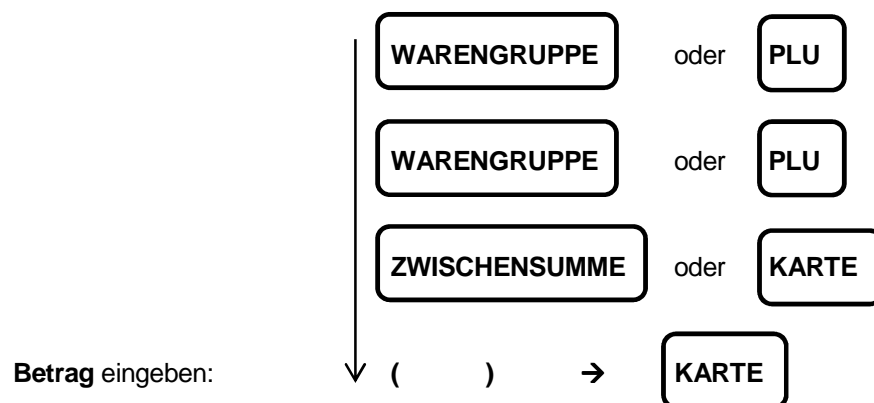 WARENGRUPPE oder PLU
WARENGRUPPE oder PLU
ZWISCHENSUMME oder KARTE
Betrag eingeben: ( ) → KARTE